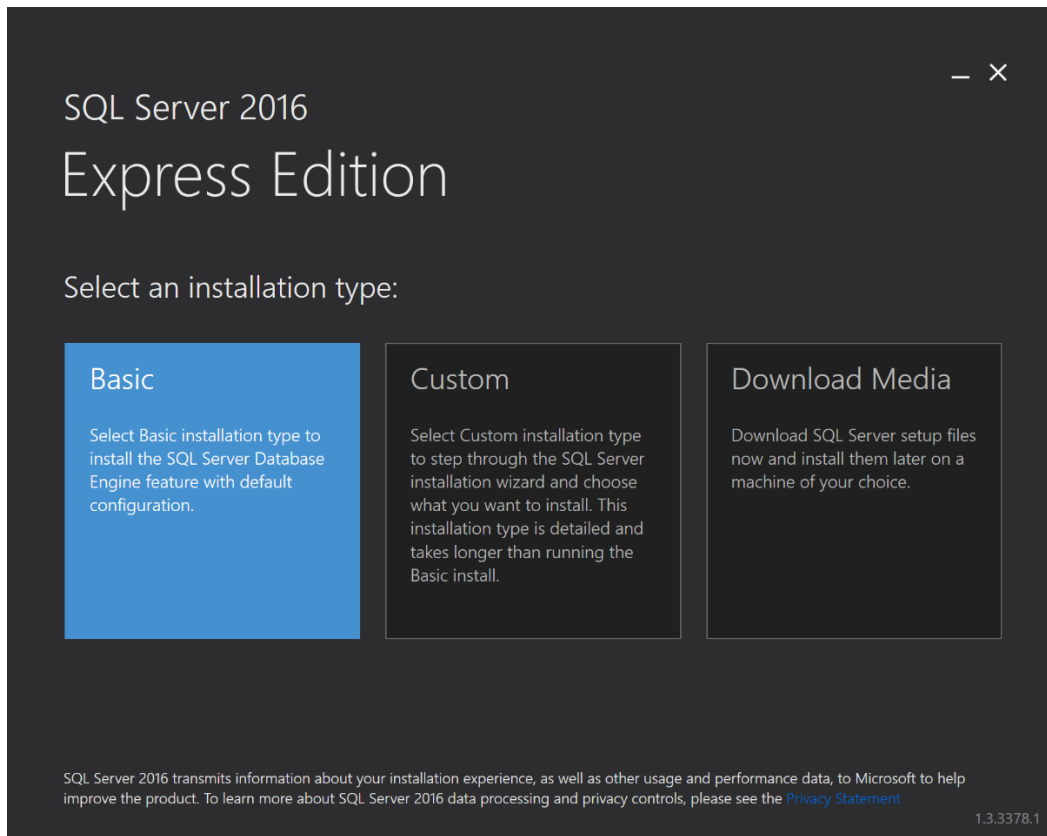 SQL Server 2016
Express Edition
Select an installation type:
Basic
Select Basic installation type to
install the SQL Server Database
Engine feature with default
configuration.
Custom
Select Custom installation type
to step through the SQL Server
installation wizard and choose
what you want to install. This
installation type is detailed and
takes longer than running the
Basic install.
Download Media
Download SQL Server setup files
now and install them later on a
machine of your choice.
SQL Server 2016 transmits information about your installation experience, as well as other usage and performance data, to Microsoft to help
improve the product. To learn more about SQL Server 2016 data processing and privacy controls, please see the Privacy Statement
1.3.3378.1